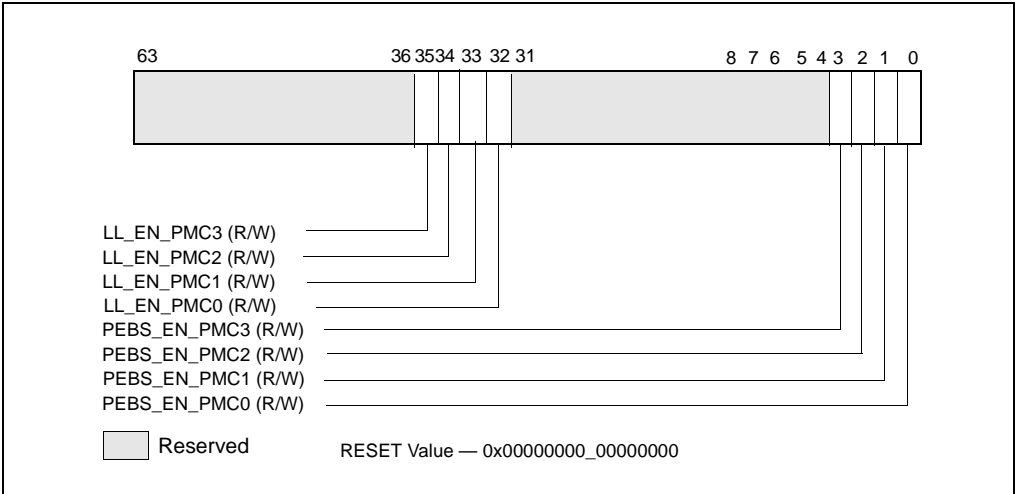 63 36 35 34 33 32 31 8 7 6 5 4 3 2 1 0
LL_EN_PMC3 (R/W)
LL_EN_PMC2 (R/W)
LL_EN_PMC1 (R/W)
LL_EN_PMC0 (R/W)
PEBS_EN_PMC3 (R/W)
PEBS_EN_PMC2 (R/W)
PEBS_EN_PMC1 (R/W)
PEBS_EN_PMC0 (R/W)
Reserved RESET Value — 0x00000000_00000000